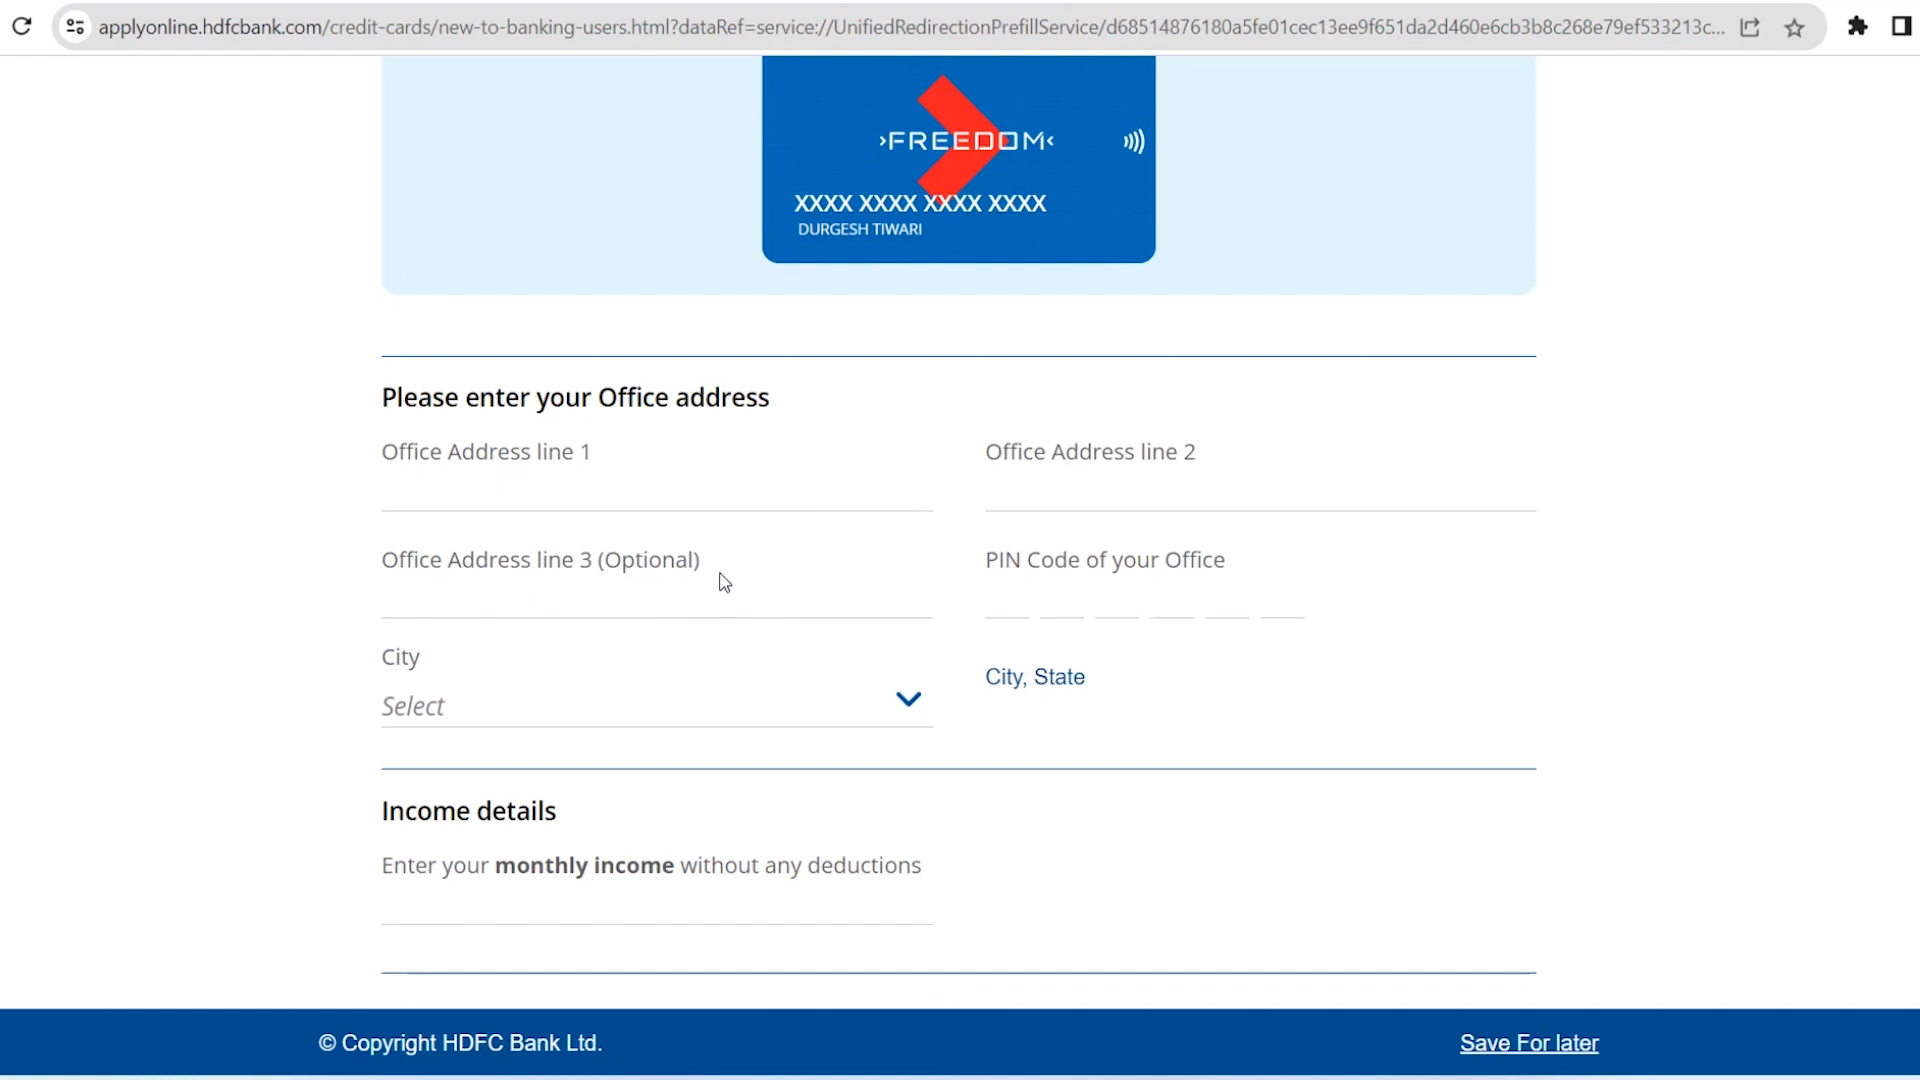 applyonline.hdfcbank.com/credit-cards/new-to-banking-users.html?dataRef=service://UnifiedRedirectionPrefillService/d68514876180a5fe01cec13ee9f651da2d460e6cb3b8c268e79ef533213c...
›FREEDOM‹
XXXX XXXX XXXX XXXX
DURGESH TIWARI
Please enter your Office address
Office Address line 1
Office Address line 2
Office Address line 3 (Optional)
PIN Code of your Office
City
City, State
Select
Income details
Enter your monthly income without any deductions
© Copyright HDFC Bank Ltd.
Save For later